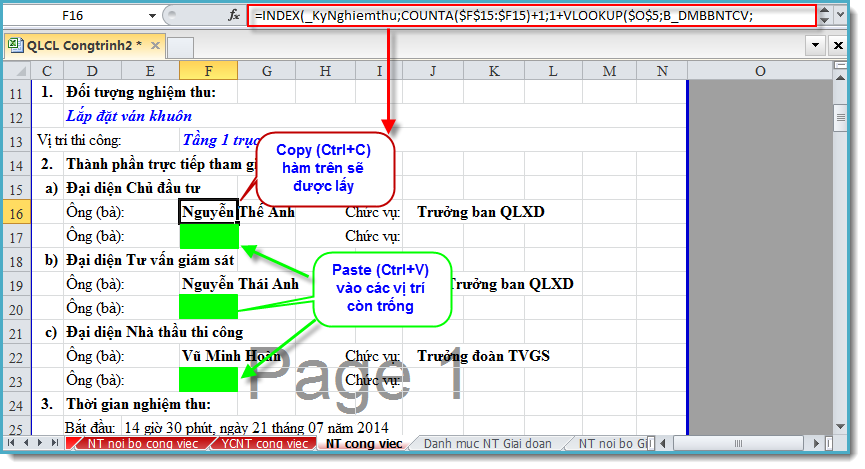 F16 fx =INDEX(_KyNghiemthu;COUNTA($F$15:$F15)+1;1+VLOOKUP($O$5;B_DMBBNTCV;
QLCL Congtrinh2 *
C D E F G H I J K L M N O
11 1. Đối tượng nghiệm thu:
12 Lắp đặt ván khuôn
13 Vị trí thi công: Tầng 1 trục
14 2. Thành phần trực tiếp tham gi
15 a) Đại diện Chủ đầu tư
16 Ông (bà): Nguyễn Thế Anh Chức vụ: Trưởng ban QLXD
17 Ông (bà): Chức vụ:
18 b) Đại diện Tư vấn giám sát
19 Ông (bà): Nguyễn Thái Anh Trưởng ban QLXD
20 Ông (bà):
21 c) Đại diện Nhà thầu thi công
22 Ông (bà): Vũ Minh Hoàn Chức vụ: Trưởng đoàn TVGS
23 Ông (bà): Chức vụ:
24 3. Thời gian nghiệm thu:
25 Bắt đầu: 14 giờ 30 phút, ngày 21 tháng 07 năm 2014
Copy (Ctrl+C)
hàm trên sẽ
được lấy
Paste (Ctrl+V)
vào các vị trí
còn trống
Page 1
NT noi bo cong viec YCNT cong viec NT cong viec Danh muc NT Giai doan NT noi bo Gi